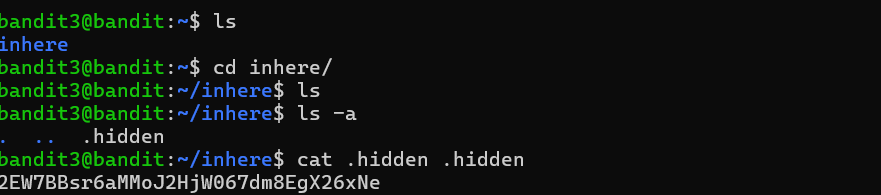 bandit3@bandit:~$ ls
inhere
bandit3@bandit:~$ cd inhere/
bandit3@bandit:~/inhere$ ls
bandit3@bandit:~/inhere$ ls -a
. .. .hidden
bandit3@bandit:~/inhere$ cat .hidden .hidden
2EW7BBsr6aMMoJ2HjW067dm8EgX26xNe